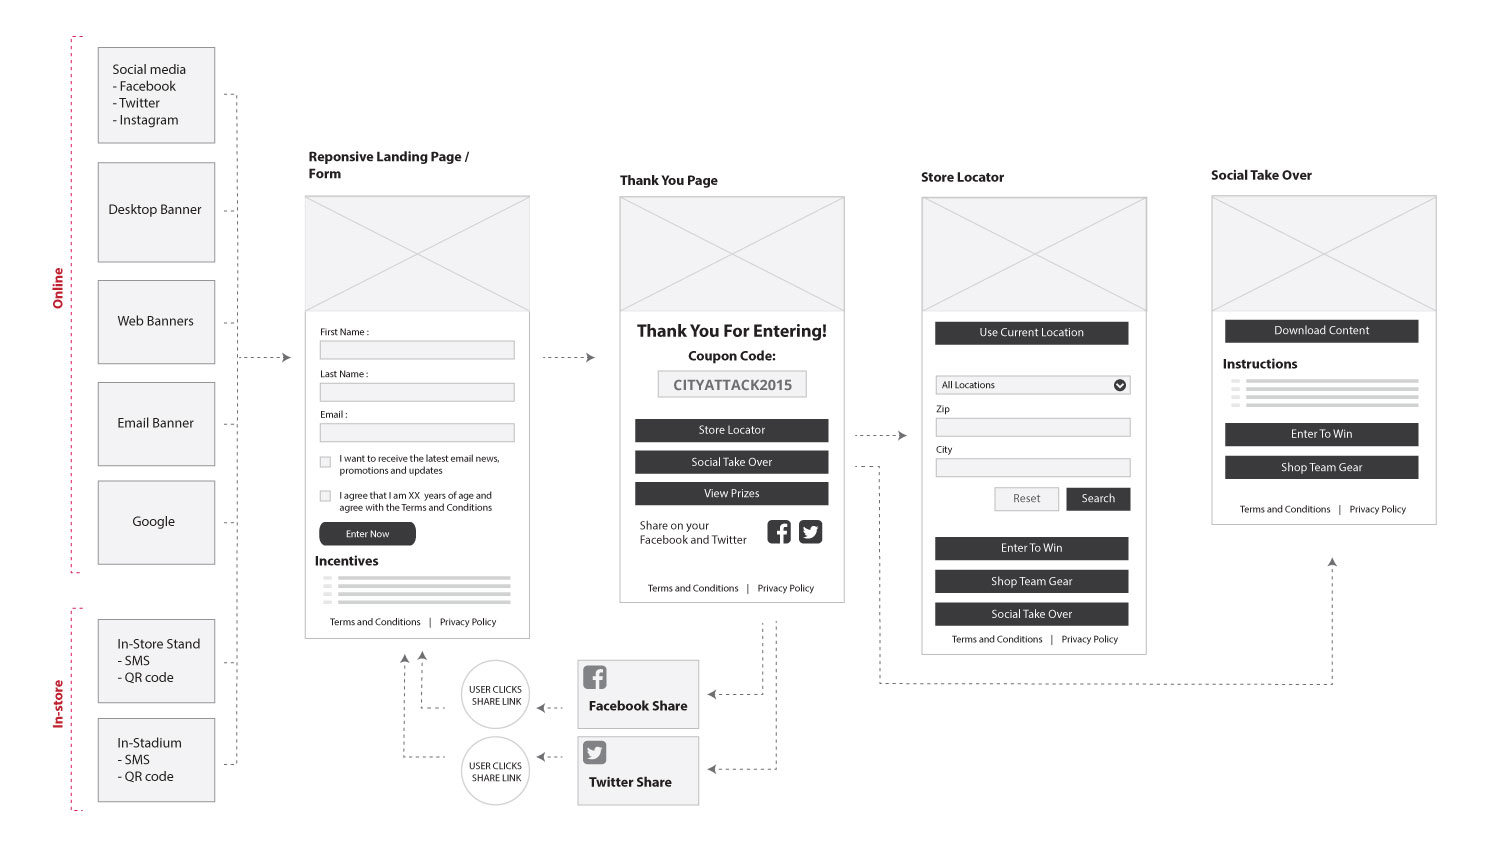 Online
Social media
- Facebook
- Twitter
- Instagram
Desktop Banner
Web Banners
Email Banner
Google
In-store
In-Store Stand
- SMS
- QR code
In-Stadium
- SMS
- QR code
Reponsive Landing Page /
Form
First Name :
Last Name :
Email :
I want to receive the latest email news,
promotions and updates
I agree that I am XX years of age and
agree with the Terms and Conditions
Enter Now
Incentives
Terms and Conditions | Privacy Policy
Thank You Page
Thank You For Entering!
Coupon Code:
CITYATTACK2015
Store Locator
Social Take Over
View Prizes
Share on your
Facebook and Twitter
Terms and Conditions | Privacy Policy
USER CLICKS
SHARE LINK
Facebook Share
USER CLICKS
SHARE LINK
Twitter Share
Store Locator
Use Current Location
All Locations
Zip
City
Reset
Search
Enter To Win
Shop Team Gear
Social Take Over
Terms and Conditions | Privacy Policy
Social Take Over
Download Content
Instructions
Enter To Win
Shop Team Gear
Terms and Conditions | Privacy Policy